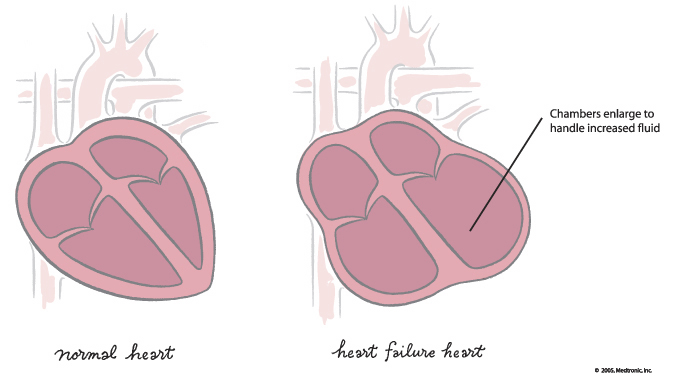 Chambers enlarge to
handle increased fluid
normal heart
heart failure heart
© 2005, Medtronic, Inc.